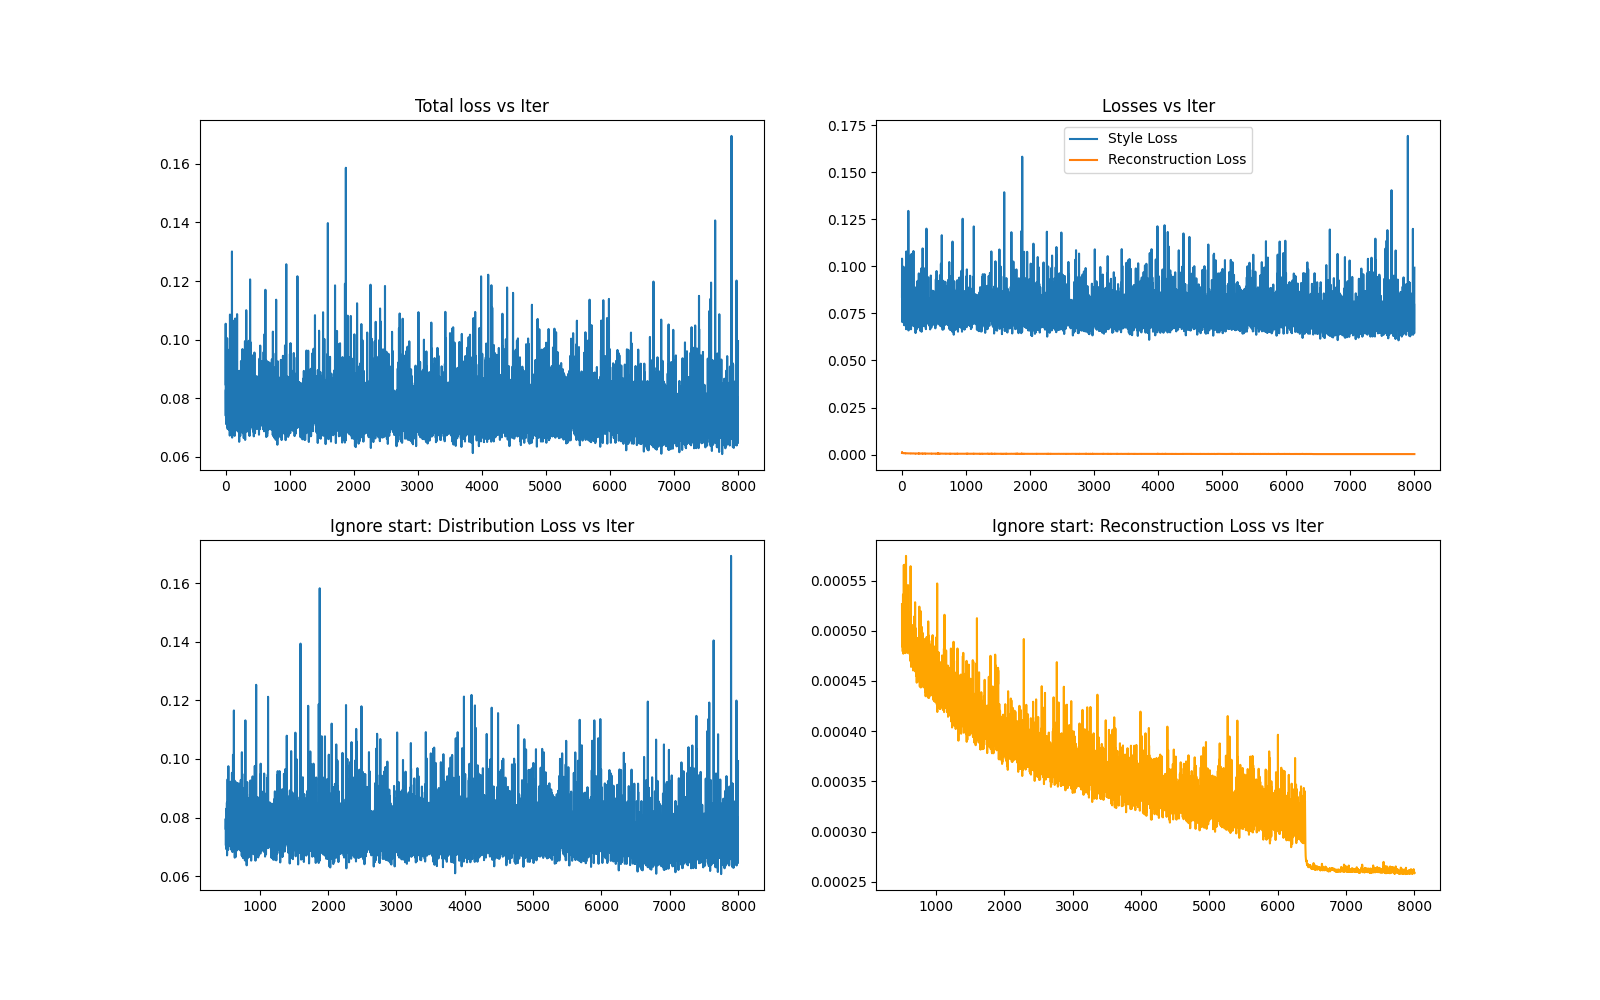 Total loss vs Iter
0.16
0.14
0.12
0.10
0.08
0.06
0 1000 2000 3000 4000 5000 6000 7000 8000
Losses vs Iter
Style Loss
Reconstruction Loss
0.175
0.150
0.125
0.100
0.075
0.050
0.025
0.000
0 1000 2000 3000 4000 5000 6000 7000 8000
Ignore start: Distribution Loss vs Iter
0.16
0.14
0.12
0.10
0.08
0.06
1000 2000 3000 4000 5000 6000 7000 8000
Ignore start: Reconstruction Loss vs Iter
0.00055
0.00050
0.00045
0.00040
0.00035
0.00030
0.00025
1000 2000 3000 4000 5000 6000 7000 8000